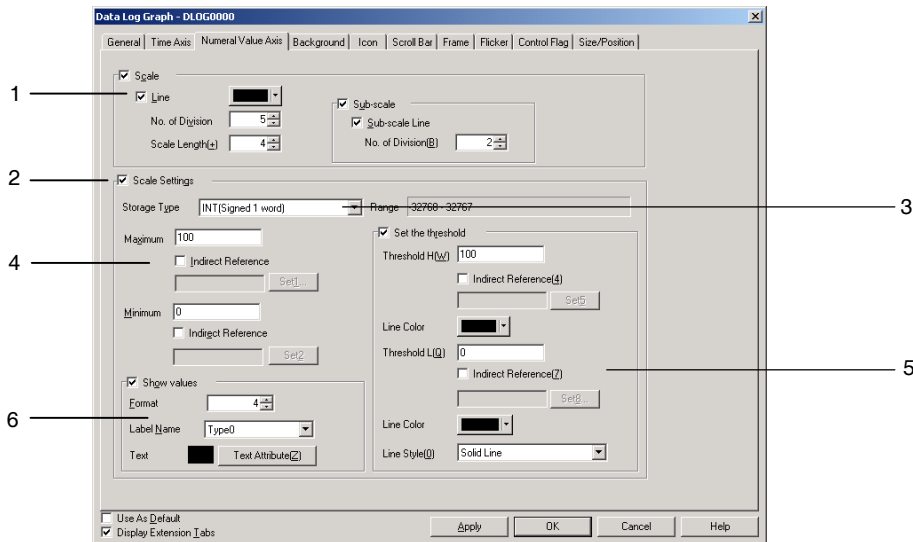 Data Log Graph - DLOG0000
General Time Axis Numeral Value Axis Background Icon Scroll Bar Frame Flicker Control Flag Size/Position
Scale
1
Line
No. of Division 5
Scale Length(+) 4
Sub-scale
Sub-scale Line
No. of Division(B) 2
2
Scale Settings
Storage Type INT(Signed 1 word) Range -32768 - 32767
3
Maximum 100
Indirect Reference
Set1...
4
Minimum 0
Indirect Reference
Set2
Set the threshold
Threshold H(W) 100
Indirect Reference(4)
Set5
Line Color
Threshold L(Q) 0
Indirect Reference(7)
Set8...
5
Line Color
Line Style(0) Solid Line
Show values
Format 4
6
Label Name Type0
Text Text Attribute(Z)
Use As Default
Display Extension Tabs
Apply OK Cancel Help